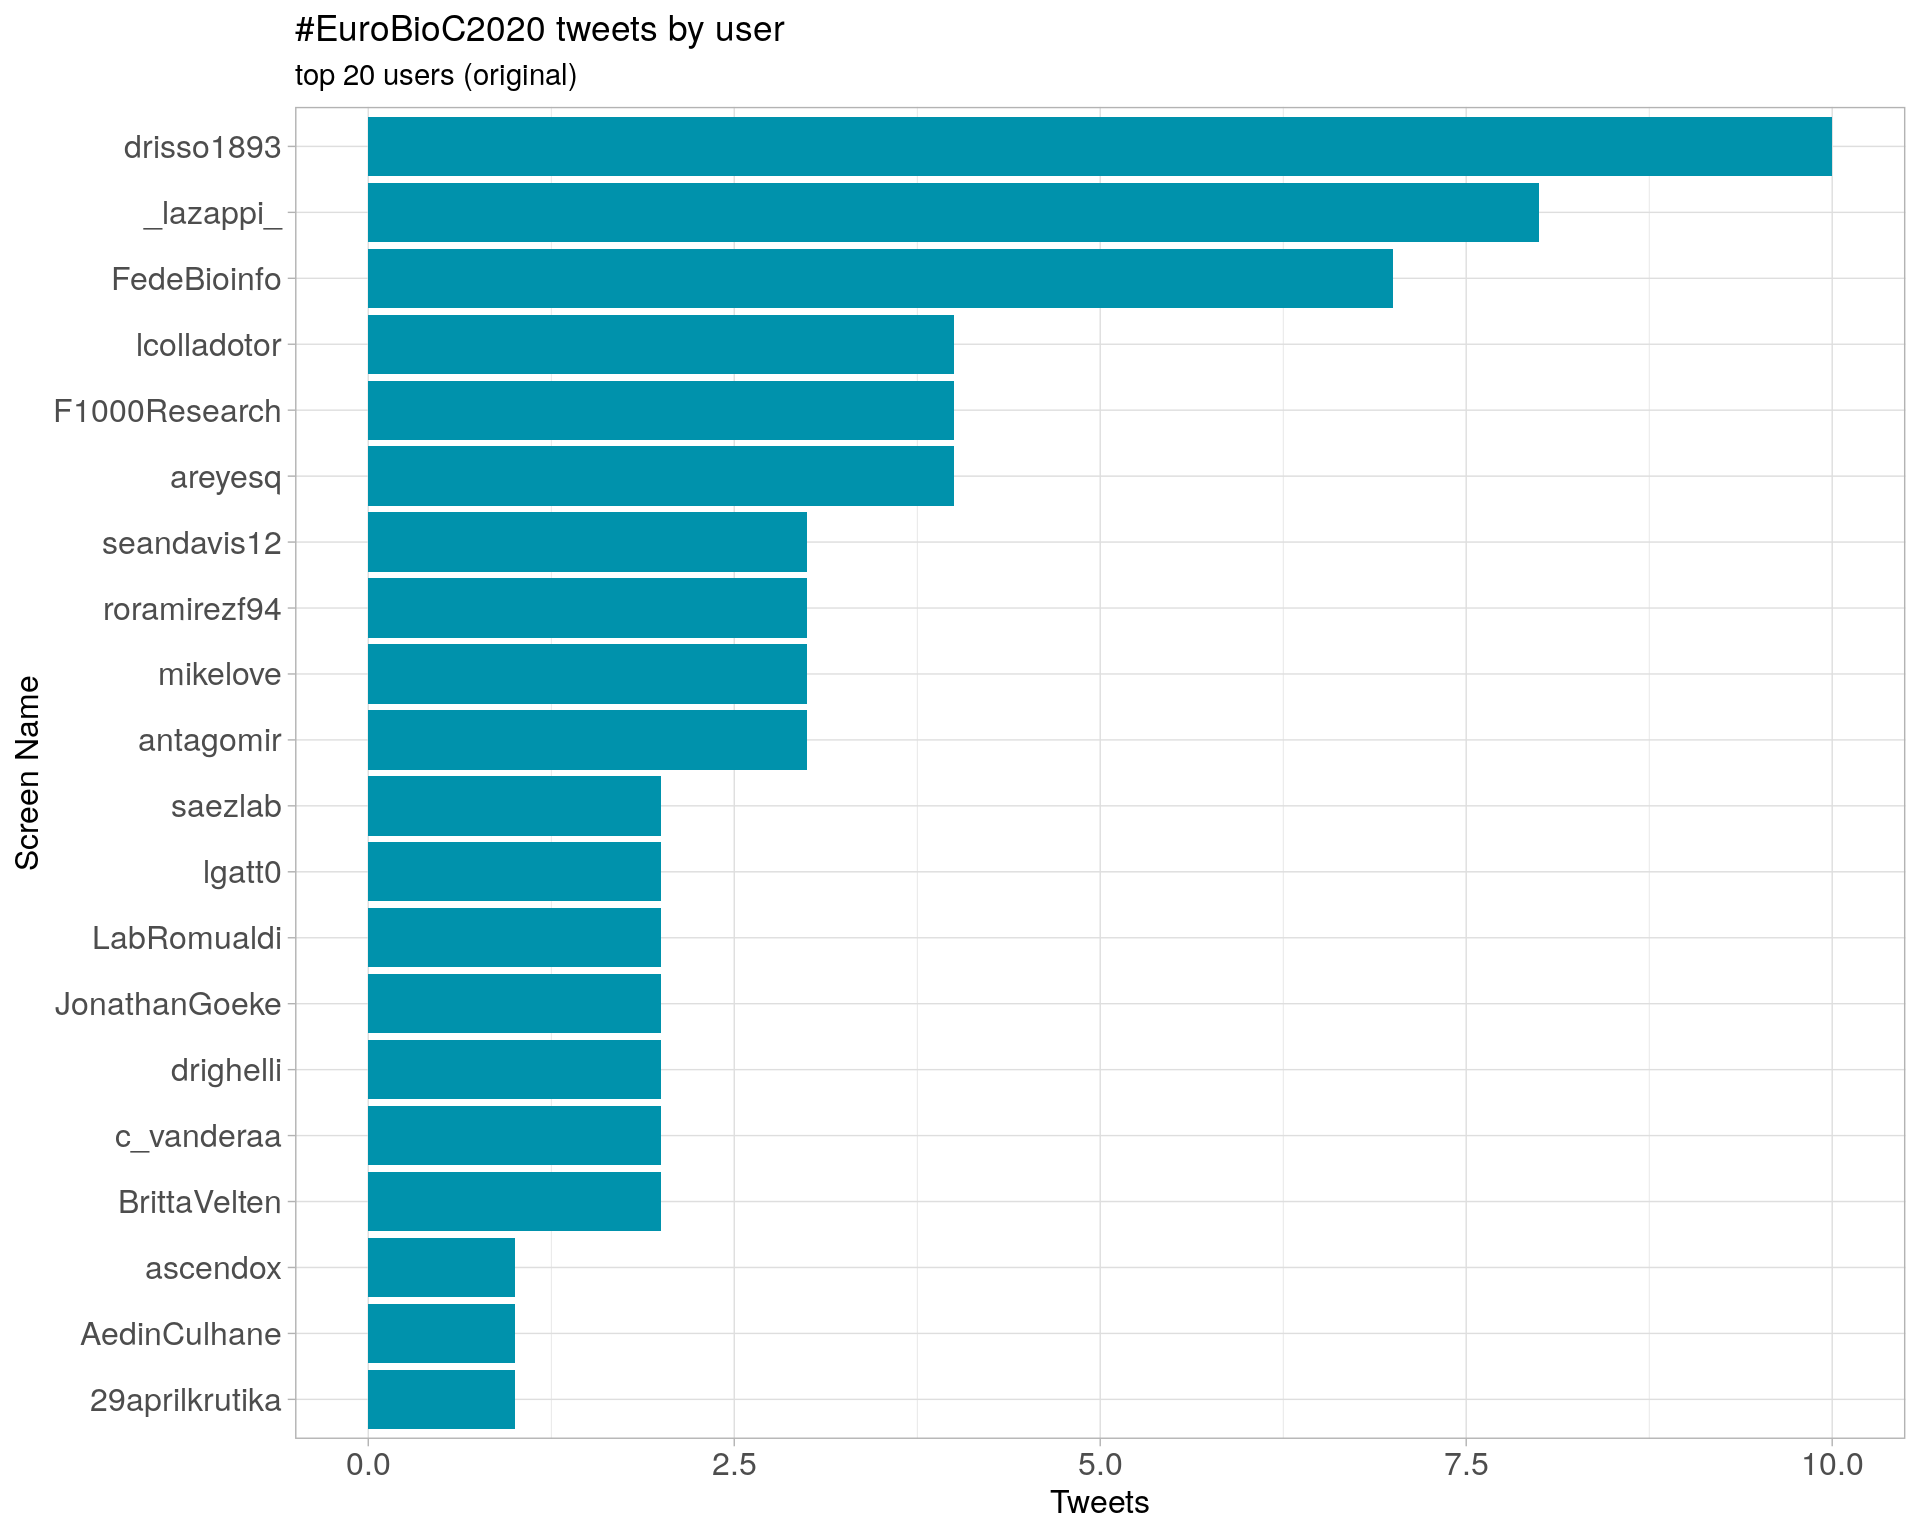 #EuroBioC2020 tweets by user
top 20 users (original)
drisso1893
_lazappi_
FedeBioinfo
lcolladotor
F1000Research
areyesq
seandavis12
roramirezf94
mikelove
antagomir
saezlab
lgatt0
LabRomualdi
JonathanGoeke
drighelli
c_vanderaa
BrittaVelten
ascendox
AedinCulhane
29aprilkrutika
Screen Name
0.0 2.5 5.0 7.5 10.0
Tweets